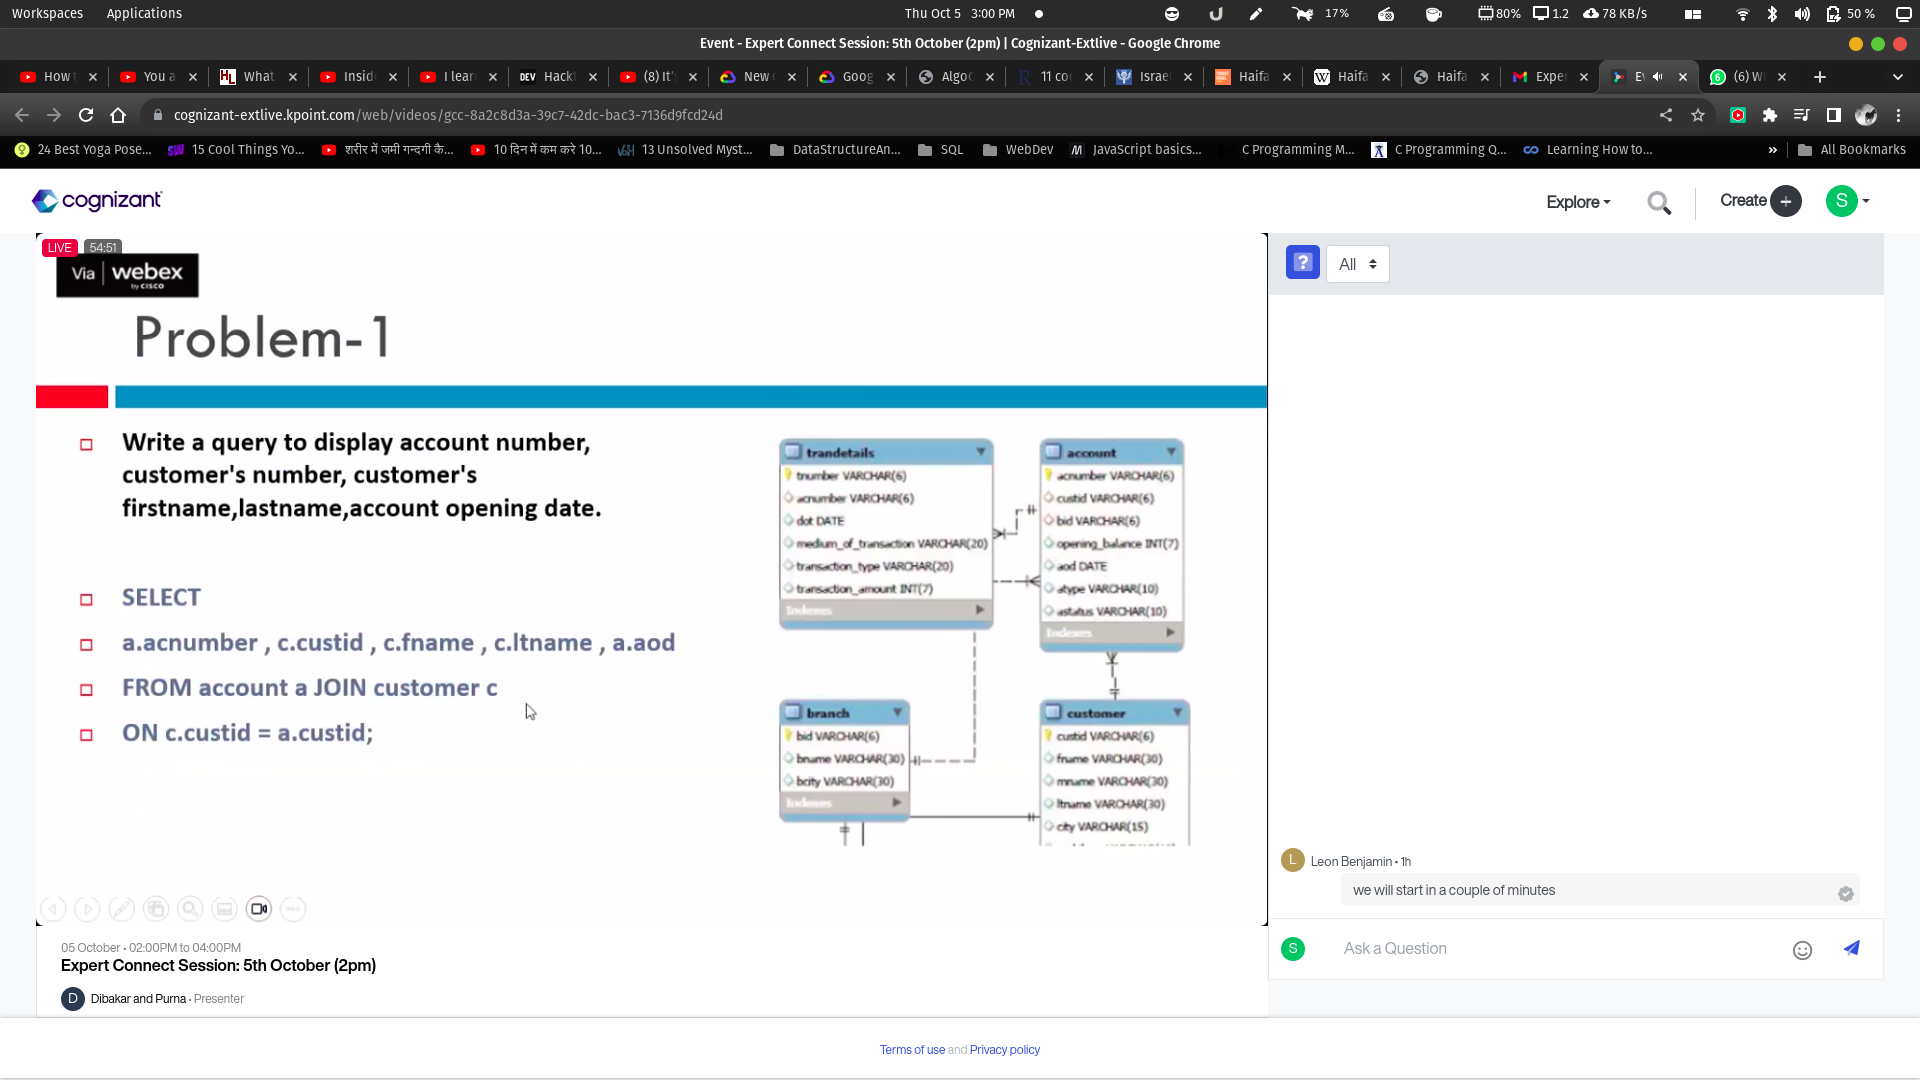 Workspaces Applications Thu Oct 5 3:00 PM 17% 80% 1.2 78 KB/s 50 %
Event - Expert Connect Session: 5th October (2pm) | Cognizant-Extlive - Google Chrome
How t You a What Insid I lear DEV Hackt (8) It's New Goog AlgoC 11 co Israe Haifa Haifa Haifa Exper Ev (6) W
cognizant-extlive.kpoint.com/web/videos/gcc-8a2c8d3a-39c7-42dc-bac3-7136d9fcd24d
24 Best Yoga Pose... 15 Cool Things Yo... शरीर में जमी गन्दगी कै... 10 दिन में कम करे 10... 13 Unsolved Myst... DataStructureAn... SQL WebDev JavaScript basics... C Programming M... C Programming Q... Learning How to... » All Bookmarks
cognizant Explore Create S
LIVE 54:51
? All
Via webex
by CISCO
Problem-1
Write a query to display account number,
customer's number, customer's
firstname,lastname,account opening date.
SELECT
a.acnumber , c.custid , c.fname , c.ltname , a.aod
FROM account a JOIN customer c
ON c.custid = a.custid;
trandetails
tnumber VARCHAR(6)
acnumber VARCHAR(6)
dot DATE
medium_of_transaction VARCHAR(20)
transaction_type VARCHAR(20)
transaction_amount INT(7)
Indexes
account
acnumber VARCHAR(6)
custid VARCHAR(6)
bid VARCHAR(6)
opening_balance INT(7)
aod DATE
atype VARCHAR(10)
astatus VARCHAR(10)
Indexes
branch
bid VARCHAR(6)
bname VARCHAR(30)
bcity VARCHAR(30)
Indexes
customer
custid VARCHAR(6)
fname VARCHAR(30)
mname VARCHAR(30)
ltname VARCHAR(30)
city VARCHAR(15)
L Leon Benjamin • 1h
we will start in a couple of minutes
S Ask a Question
05 October • 02:00PM to 04:00PM
Expert Connect Session: 5th October (2pm)
D Dibakar and Purna • Presenter
Terms of use and Privacy policy